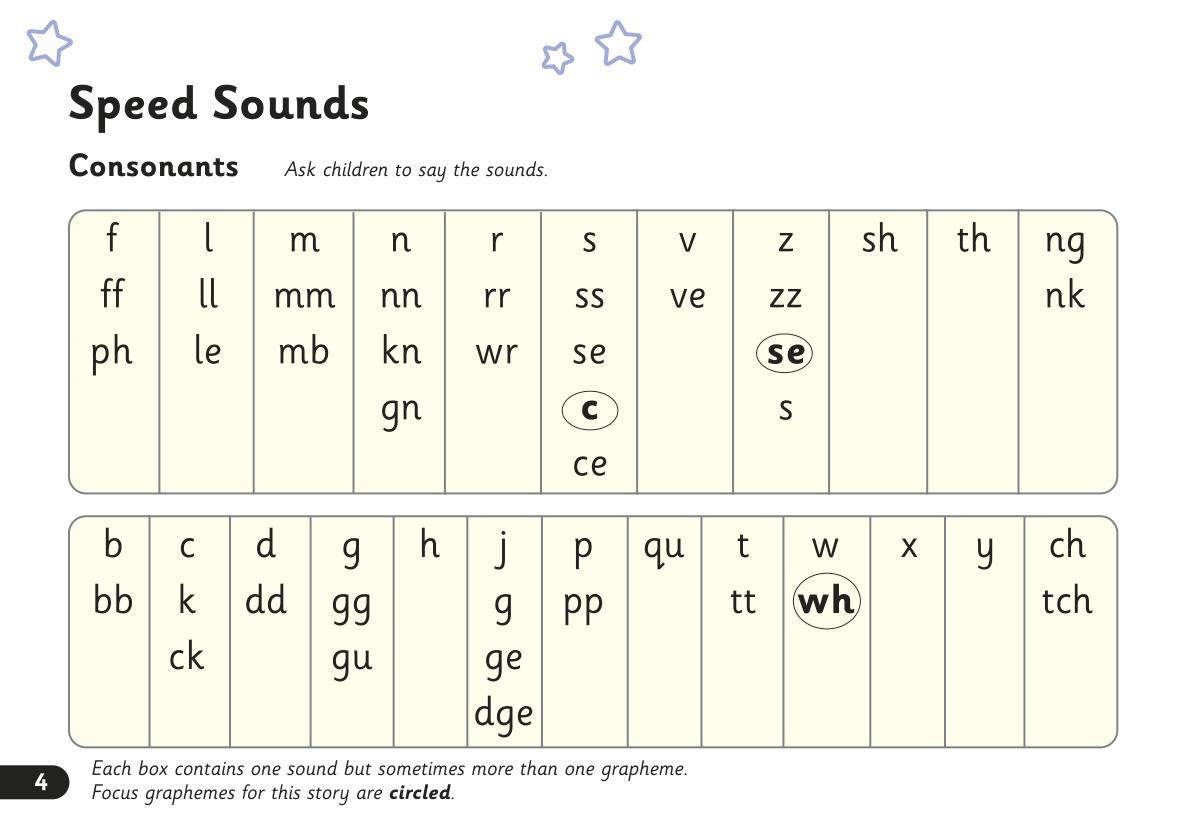 Speed Sounds
Consonants Ask children to say the sounds.
f l m n r s v z sh th ng
ff ll mm nn rr ss ve zz nk
ph le mb kn wr se se
gn c s
ce
b c d g h j p qu t w x y ch
bb k dd gg g pp tt wh tch
ck gu ge
dge
Each box contains one sound but sometimes more than one grapheme.
4
Focus graphemes for this story are circled.